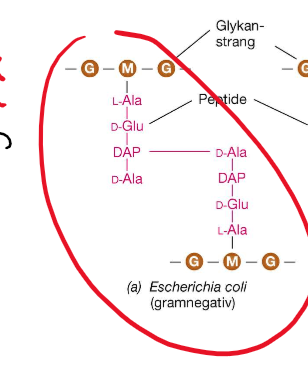 Glykan-
strang
G M G G
L-Ala
Peptide
D-Glu
DAP D-Ala
D-Ala DAP
D-Glu
L-Ala
G M G
(a) Escherichia coli
(gramnegativ)